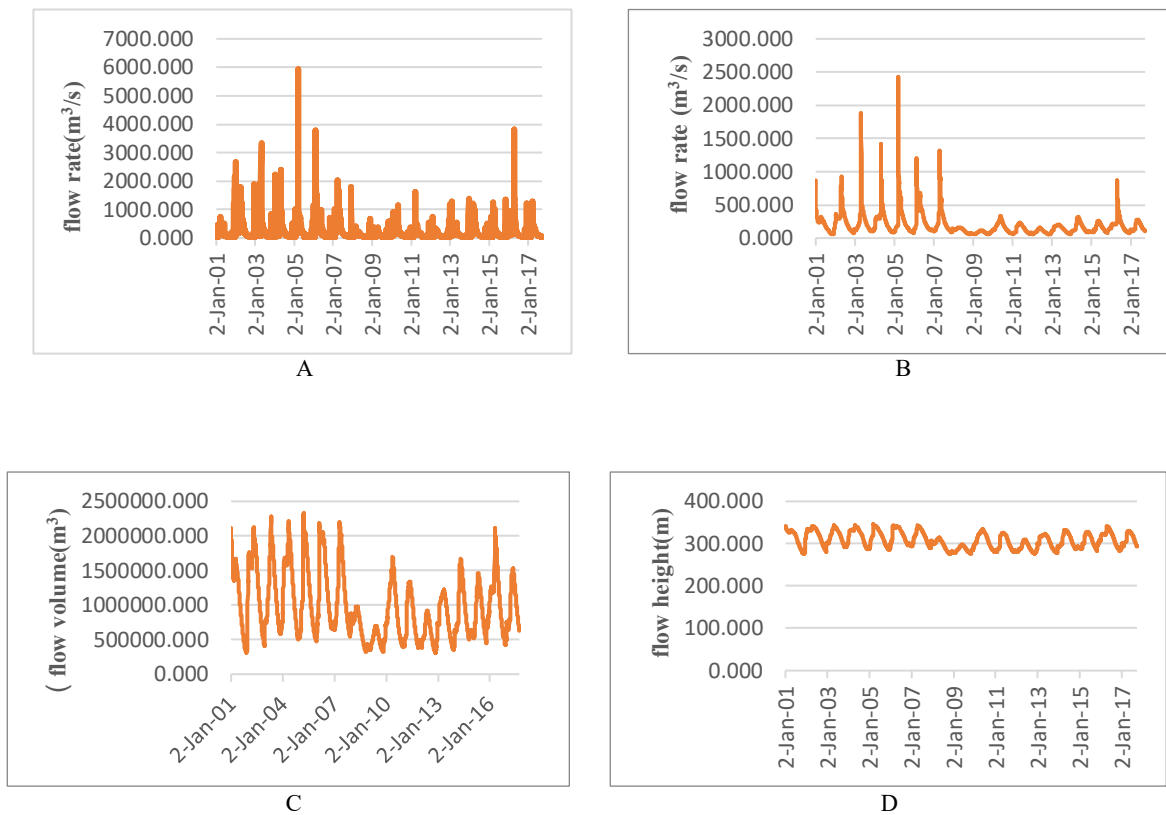 7000.000
6000.000
5000.000
4000.000
3000.000
2000.000
1000.000
0.000
flow rate(m³/s)
2-Jan-01
2-Jan-03
2-Jan-05
2-Jan-07
2-Jan-09
2-Jan-11
2-Jan-13
2-Jan-15
2-Jan-17
A
3000.000
2500.000
2000.000
1500.000
1000.000
500.000
0.000
flow rate (m³/s)
2-Jan-01
2-Jan-03
2-Jan-05
2-Jan-07
2-Jan-09
2-Jan-11
2-Jan-13
2-Jan-15
2-Jan-17
B
2500000.000
2000000.000
1500000.000
1000000.000
500000.000
0.000
( flow volume(m³)
2-Jan-01
2-Jan-04
2-Jan-07
2-Jan-10
2-Jan-13
2-Jan-16
C
400.000
300.000
200.000
100.000
0.000
flow height(m)
2-Jan-01
2-Jan-03
2-Jan-05
2-Jan-07
2-Jan-09
2-Jan-11
2-Jan-13
2-Jan-15
2-Jan-17
D